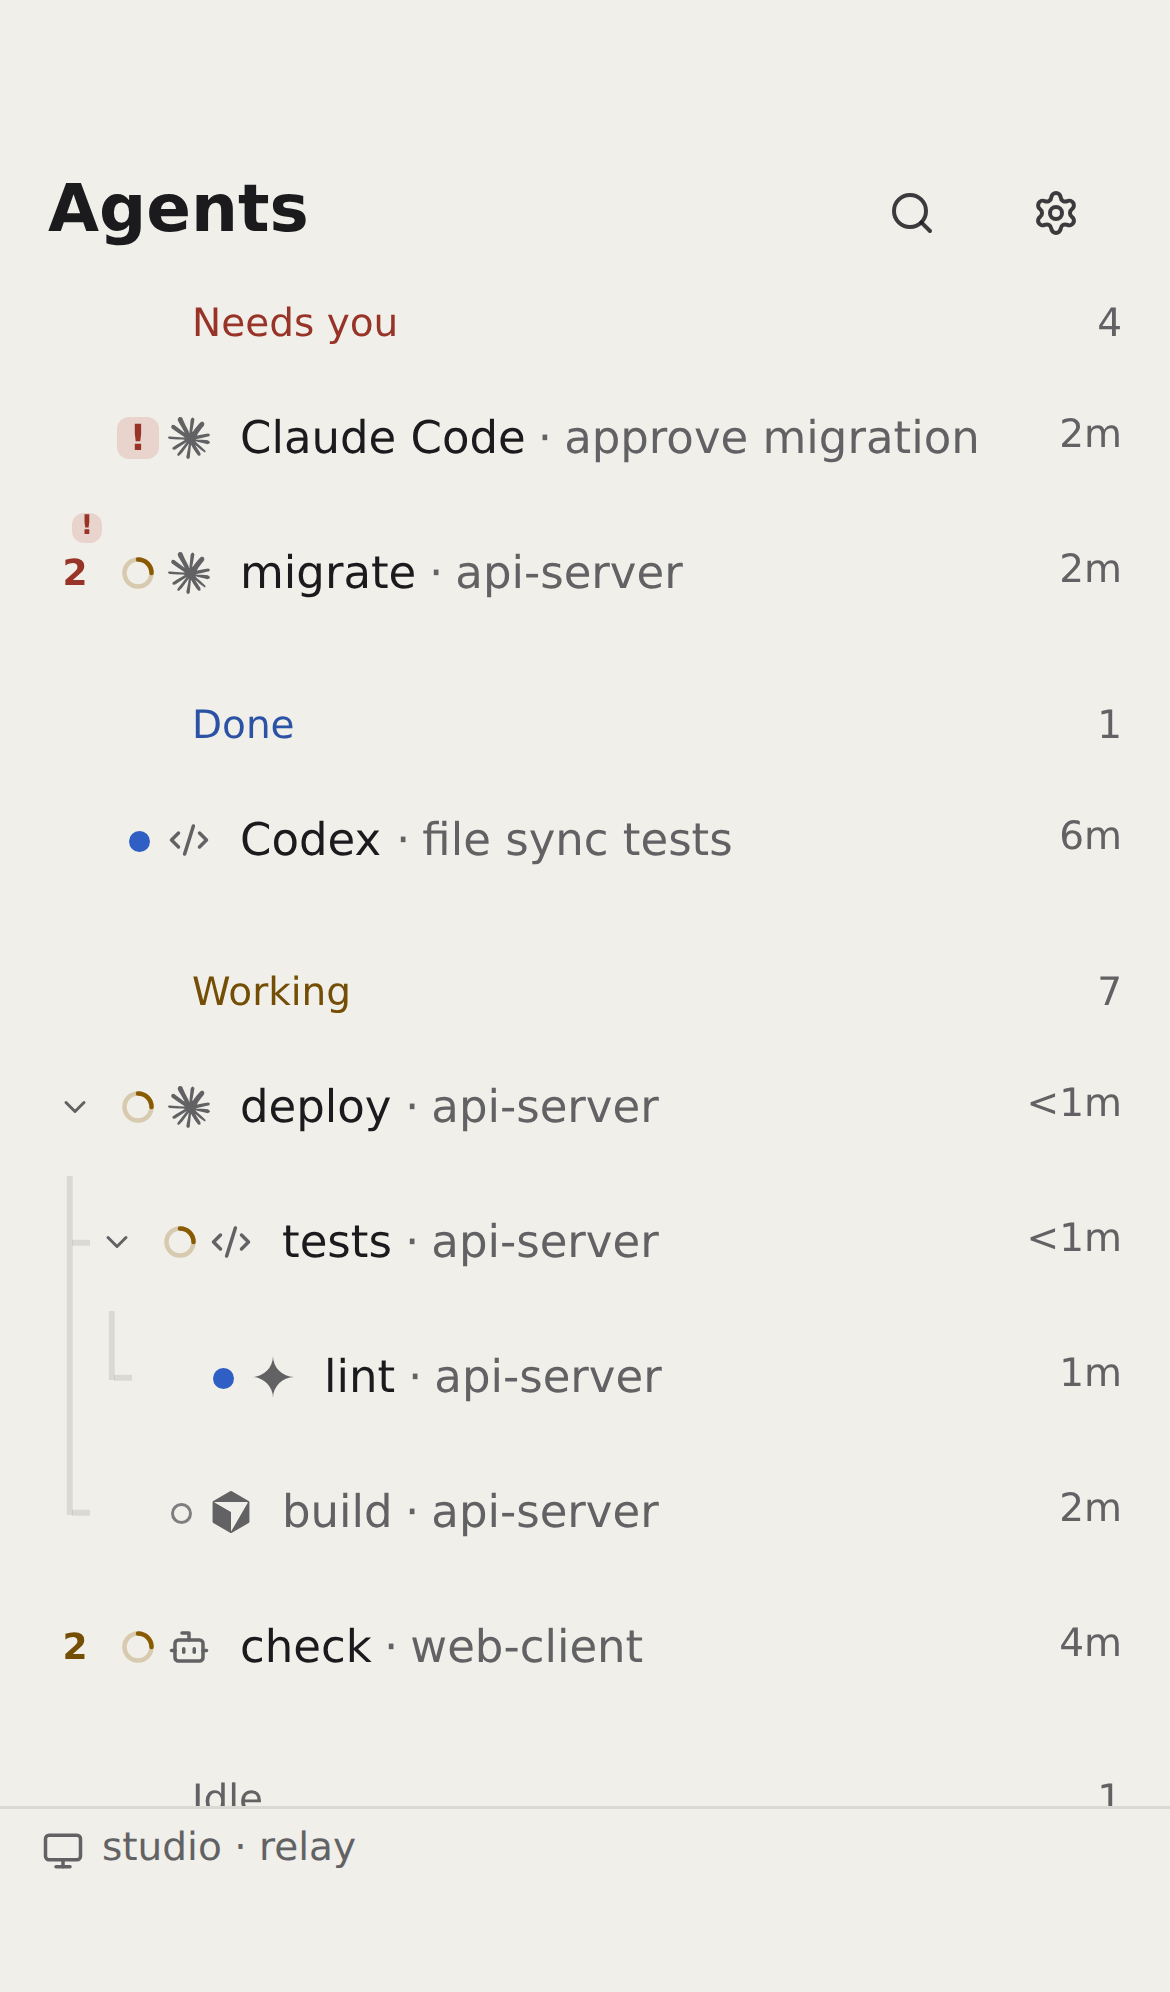 Agents
Needs you 4
! Claude Code · approve migration 2m
!
2 migrate · api-server 2m
Done 1
Codex · file sync tests 6m
Working 7
deploy · api-server <1m
tests · api-server <1m
lint · api-server 1m
build · api-server 2m
2 check · web-client 4m
Idle 1
studio · relay